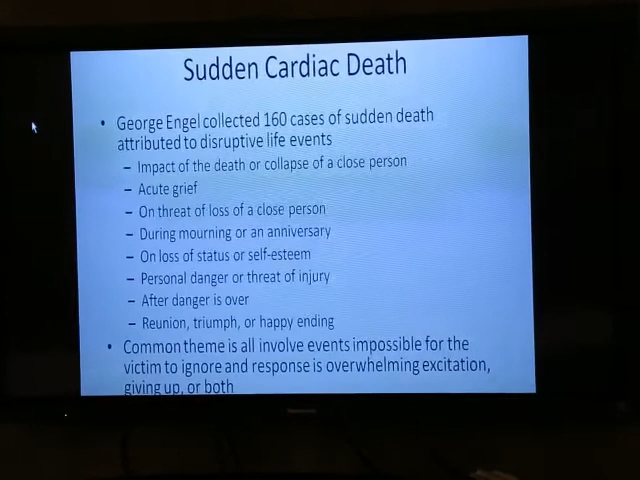 Sudden Cardiac Death
• George Engel collected 160 cases of sudden death
attributed to disruptive life events
– Impact of the death or collapse of a close person
– Acute grief
– On threat of loss of a close person
– During mourning or an anniversary
– On loss of status or self-esteem
– Personal danger or threat of injury
– After danger is over
– Reunion, triumph, or happy ending
• Common theme is all involve events impossible for the
victim to ignore and response is overwhelming excitation,
giving up, or both